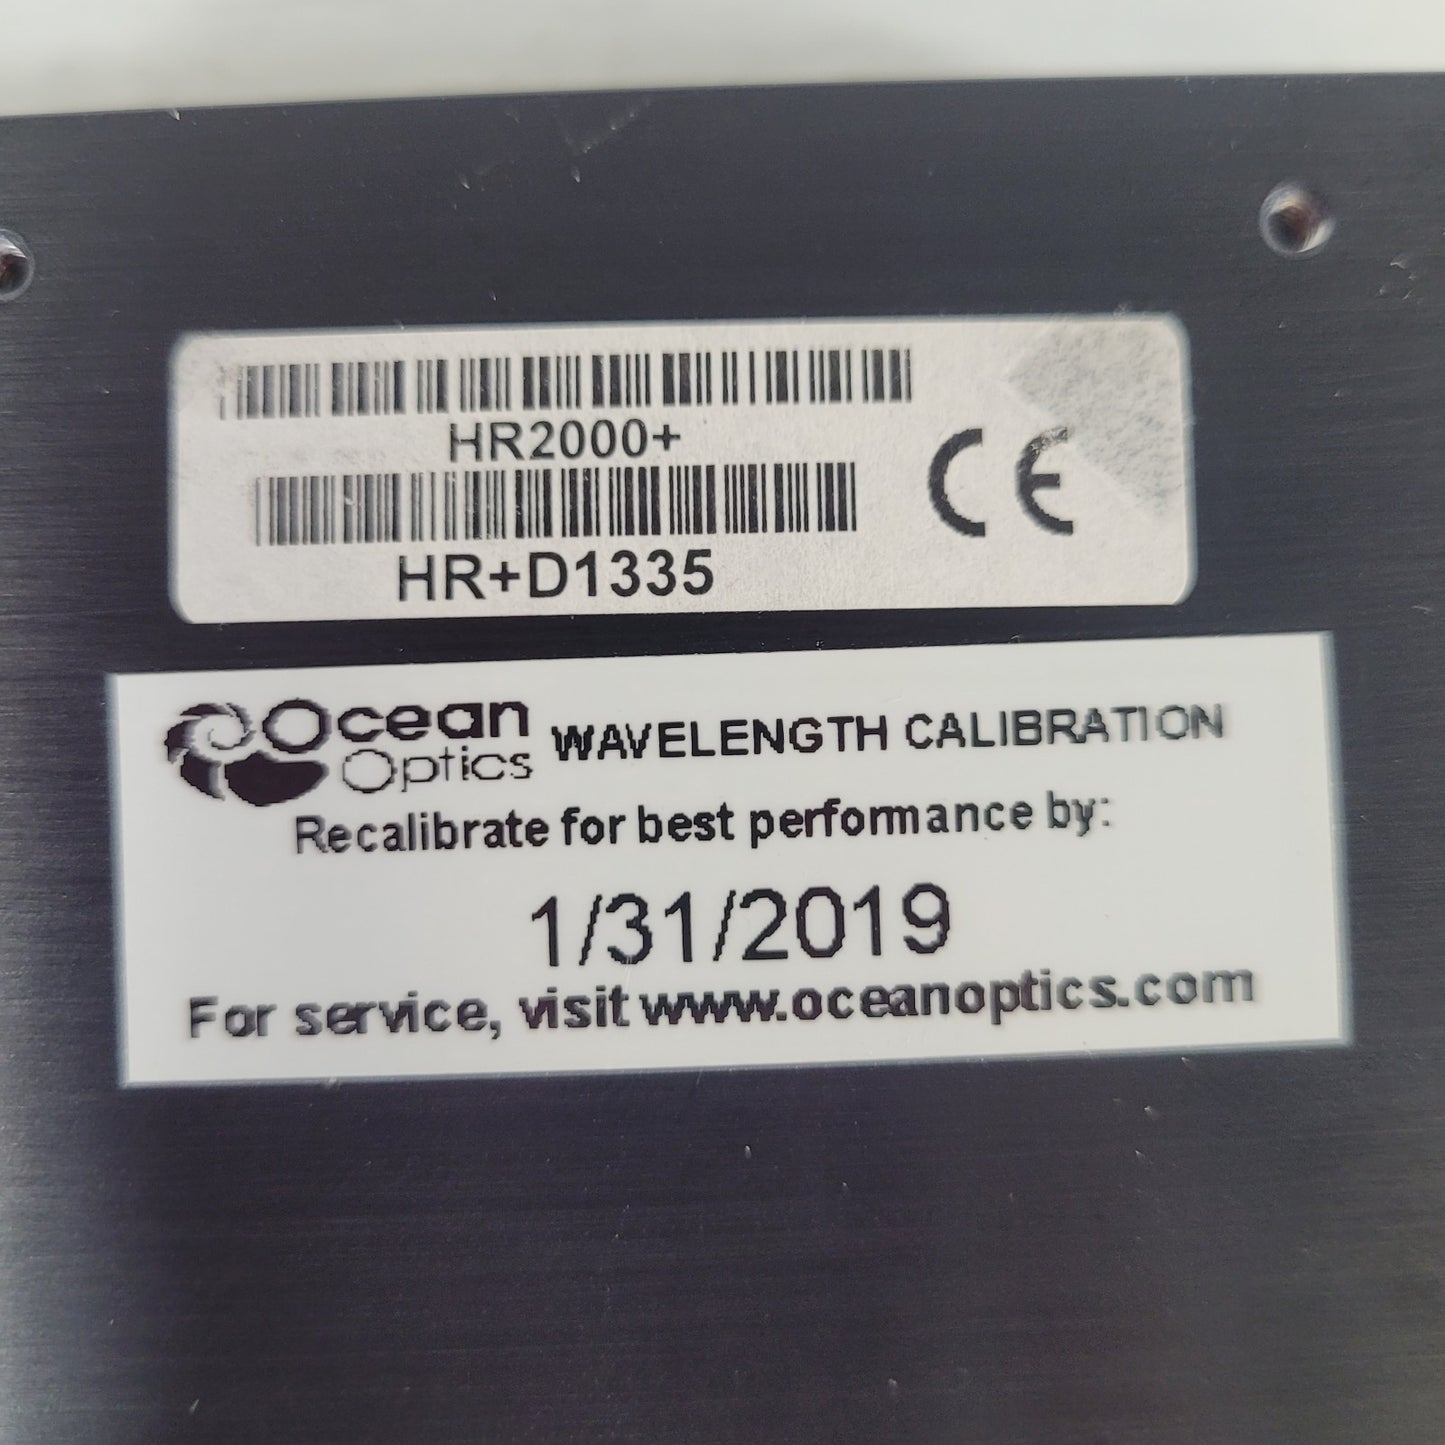 HR2000+
HR+D1335
CE
Ocean
Optics
WAVELENGTH CALIBRATION
Recalibrate for best performance by:
1/31/2019
For service, visit www.oceanoptics.com